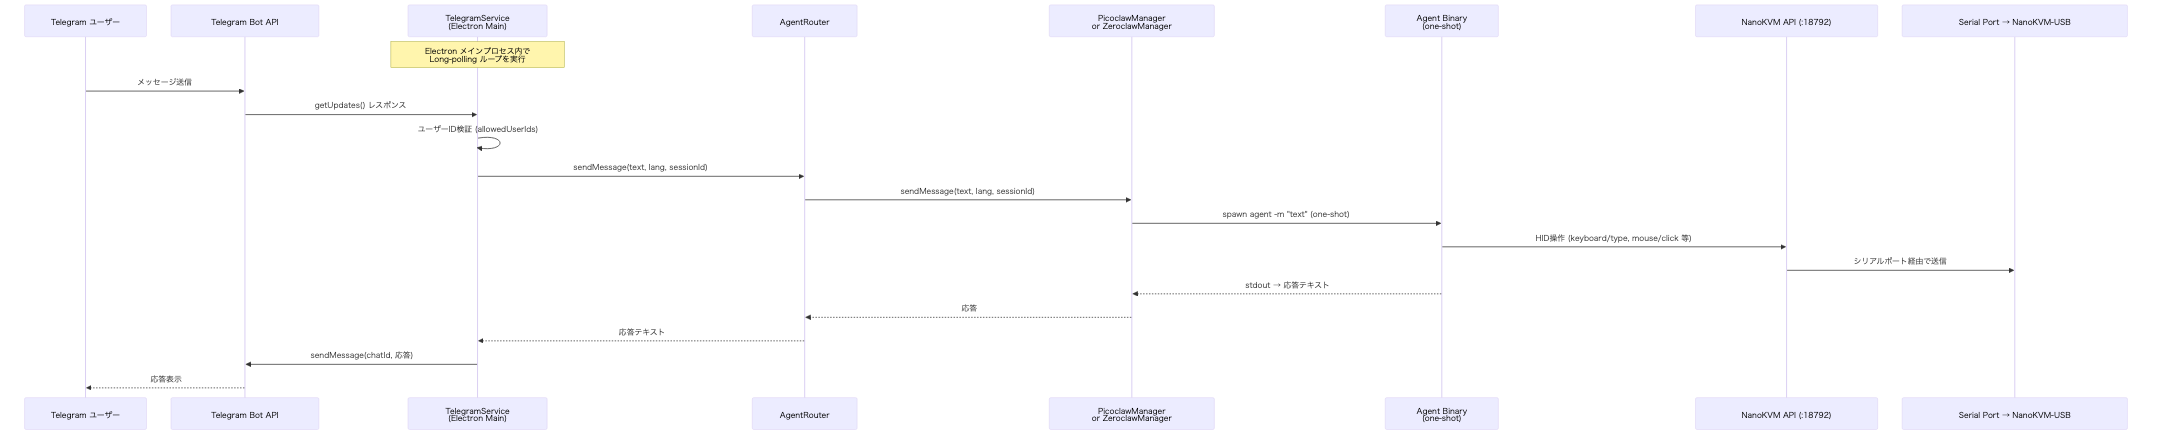 Telegram ユーザー
Telegram Bot API
TelegramService
(Electron Main)
AgentRouter
PicoclawManager
or ZeroclawManager
Agent Binary
(one-shot)
NanoKVM API (:18792)
Serial Port → NanoKVM-USB
Electron メインプロセス内で
Long-polling ループを実行
メッセージ送信
getUpdates() レスポンス
ユーザーID検証 (allowedUserIds)
sendMessage(text, lang, sessionId)
sendMessage(text, lang, sessionId)
spawn agent -m "text" (one-shot)
HID操作 (keyboard/type, mouse/click 等)
シリアルポート経由で送信
stdout → 応答テキスト
応答
応答テキスト
sendMessage(chatId, 応答)
応答表示
Telegram ユーザー
Telegram Bot API
TelegramService
(Electron Main)
AgentRouter
PicoclawManager
or ZeroclawManager
Agent Binary
(one-shot)
NanoKVM API (:18792)
Serial Port → NanoKVM-USB